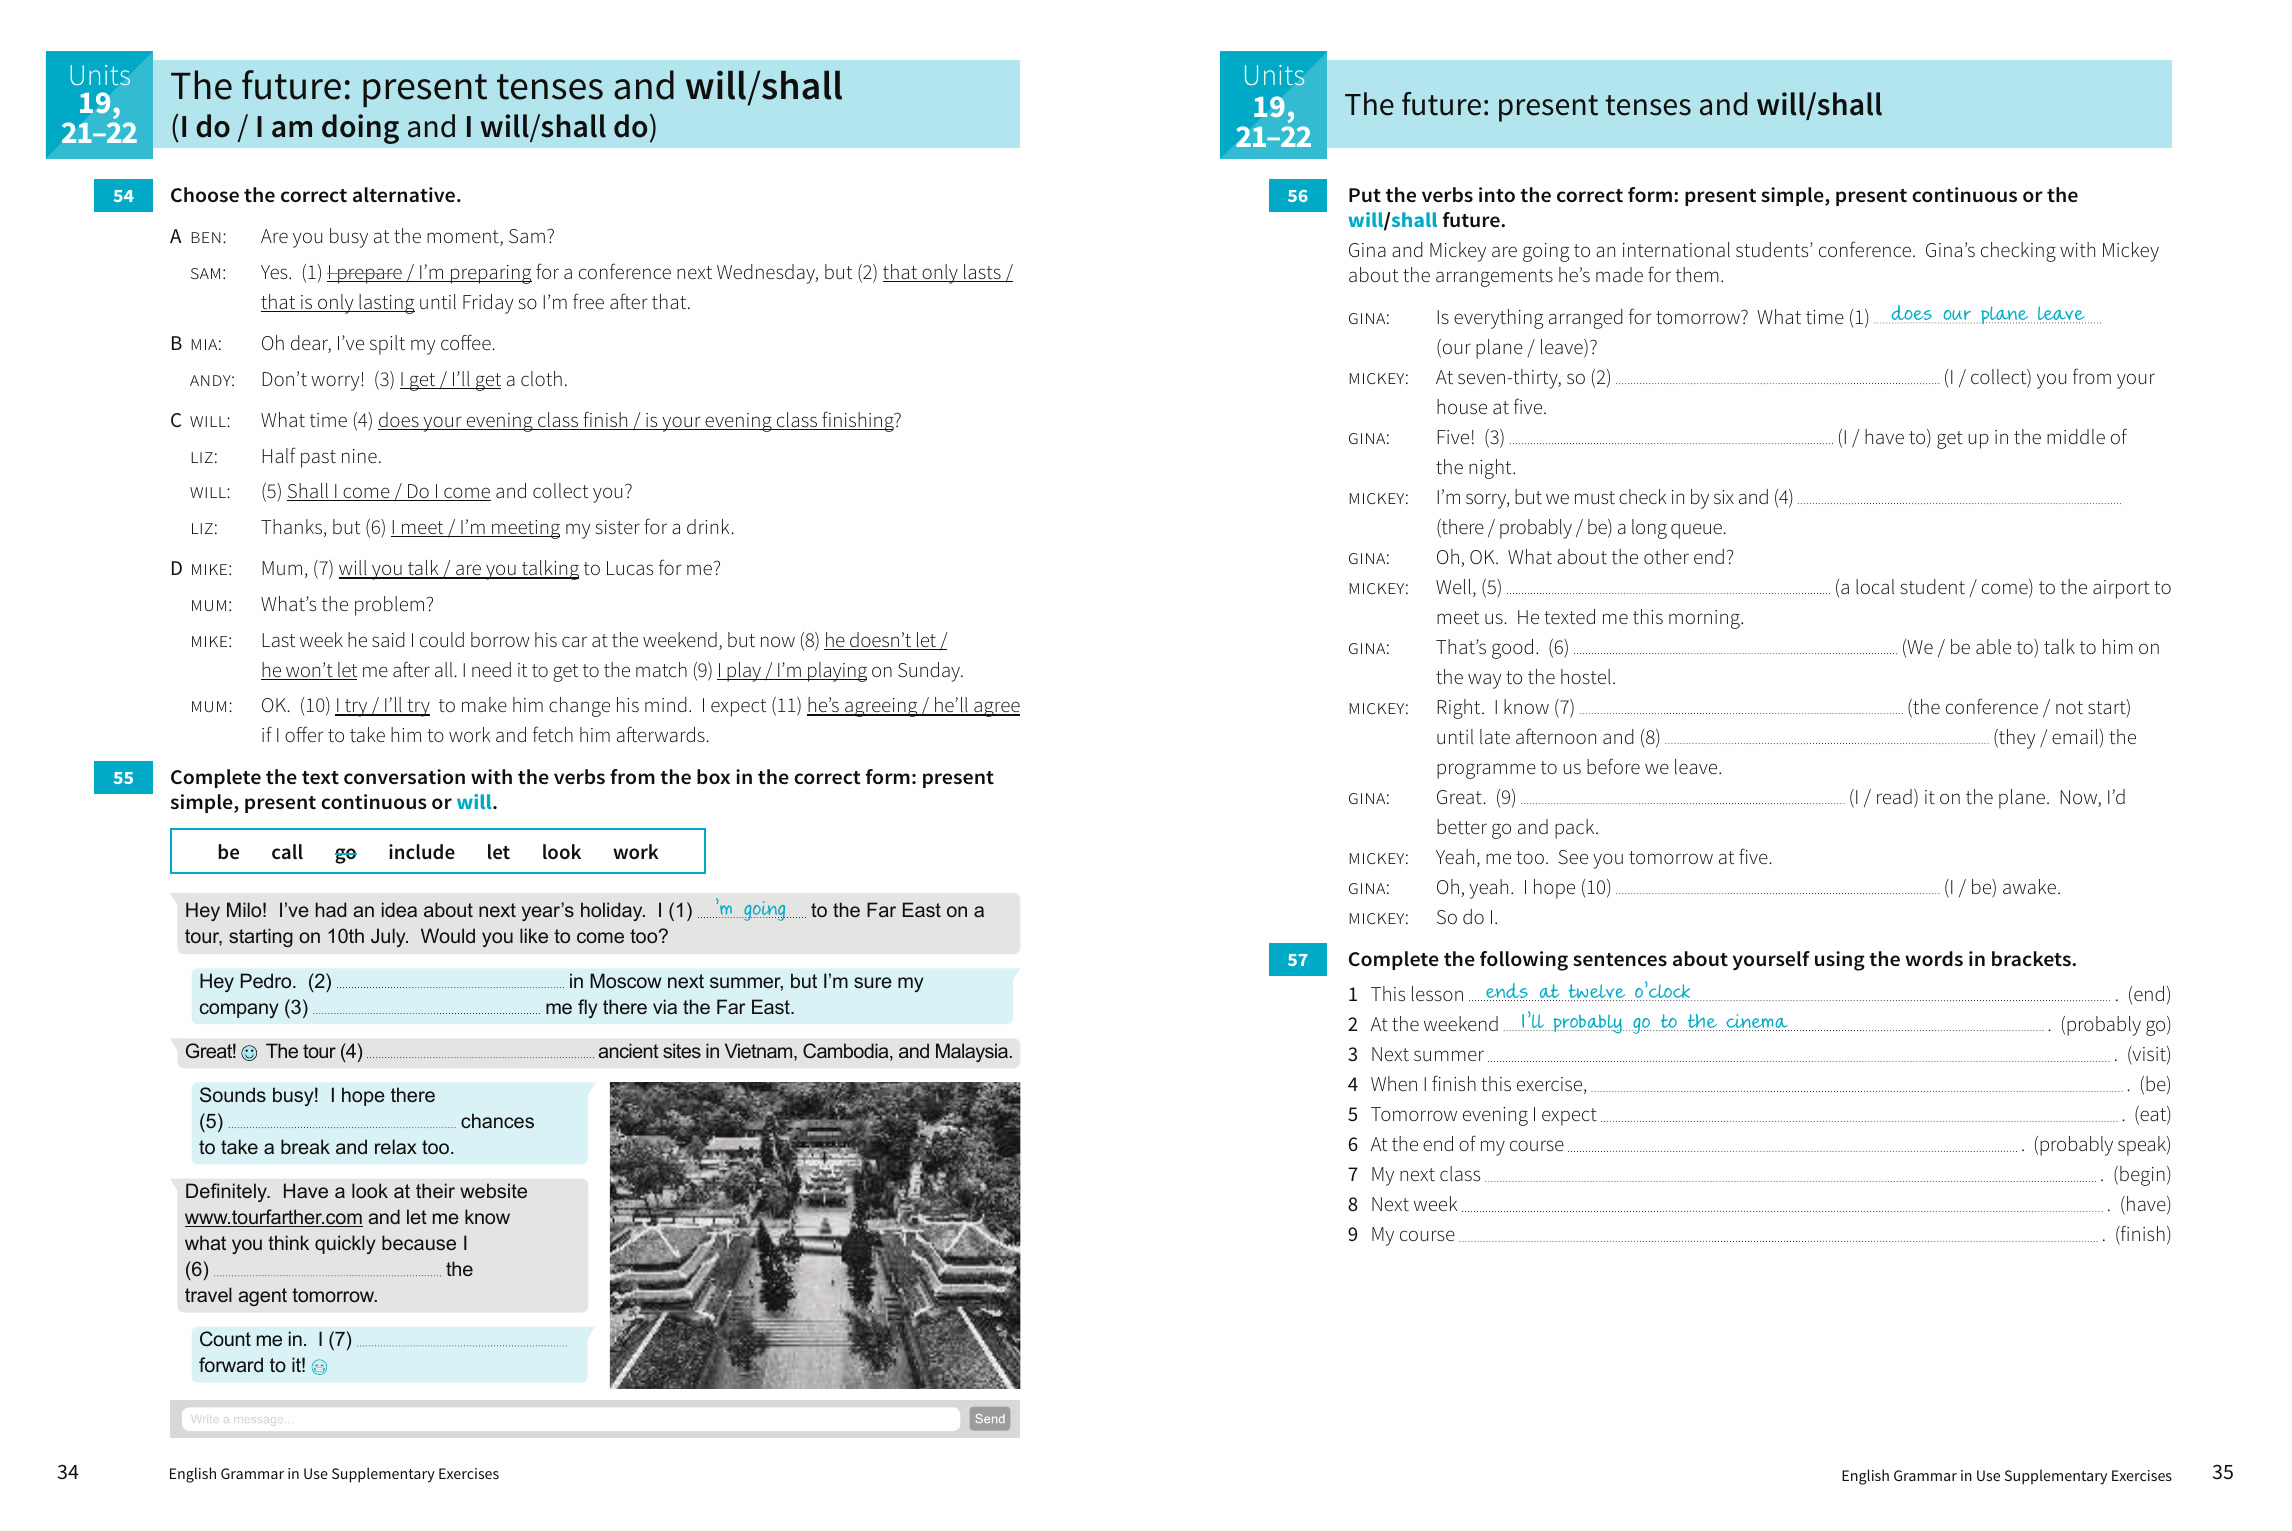 Units
19,
21–22
The future: present tenses and will/shall
(I do / I am doing and I will/shall do)
54 Choose the correct alternative.
A BEN: Are you busy at the moment, Sam?
SAM: Yes. (1) I prepare / I'm preparing for a conference next Wednesday, but (2) that only lasts /
that is only lasting until Friday so I'm free after that.
B MIA: Oh dear, I've spilt my coffee.
ANDY: Don't worry! (3) I get / I'll get a cloth.
C WILL: What time (4) does your evening class finish / is your evening class finishing?
LIZ: Half past nine.
WILL: (5) Shall I come / Do I come and collect you?
LIZ: Thanks, but (6) I meet / I'm meeting my sister for a drink.
D MIKE: Mum, (7) will you talk / are you talking to Lucas for me?
MUM: What's the problem?
MIKE: Last week he said I could borrow his car at the weekend, but now (8) he doesn't let /
he won't let me after all. I need it to get to the match (9) I play / I'm playing on Sunday.
MUM: OK. (10) I try / I'll try to make him change his mind. I expect (11) he's agreeing / he'll agree
if I offer to take him to work and fetch him afterwards.
55 Complete the text conversation with the verbs from the box in the correct form: present
simple, present continuous or will.
be call go include let look work
Hey Milo! I've had an idea about next year's holiday. I (1) 'm going to the Far East on a
tour, starting on 10th July. Would you like to come too?
Hey Pedro. (2) in Moscow next summer, but I'm sure my
company (3) me fly there via the Far East.
Great! The tour (4) ancient sites in Vietnam, Cambodia, and Malaysia.
Sounds busy! I hope there
(5) chances
to take a break and relax too.
Definitely. Have a look at their website
www.tourfarther.com and let me know
what you think quickly because I
(6) the
travel agent tomorrow.
Count me in. I (7)
forward to it!
Write a message... Send
34 English Grammar in Use Supplementary Exercises
Units
19,
21–22
The future: present tenses and will/shall
56 Put the verbs into the correct form: present simple, present continuous or the
will/shall future.
Gina and Mickey are going to an international students' conference. Gina's checking with Mickey
about the arrangements he's made for them.
GINA: Is everything arranged for tomorrow? What time (1) does our plane leave
(our plane / leave)?
MICKEY: At seven-thirty, so (2) (I / collect) you from your
house at five.
GINA: Five! (3) (I / have to) get up in the middle of
the night.
MICKEY: I'm sorry, but we must check in by six and (4)
(there / probably / be) a long queue.
GINA: Oh, OK. What about the other end?
MICKEY: Well, (5) (a local student / come) to the airport to
meet us. He texted me this morning.
GINA: That's good. (6) (We / be able to) talk to him on
the way to the hostel.
MICKEY: Right. I know (7) (the conference / not start)
until late afternoon and (8) (they / email) the
programme to us before we leave.
GINA: Great. (9) (I / read) it on the plane. Now, I'd
better go and pack.
MICKEY: Yeah, me too. See you tomorrow at five.
GINA: Oh, yeah. I hope (10) (I / be) awake.
MICKEY: So do I.
57 Complete the following sentences about yourself using the words in brackets.
1 This lesson ends at twelve o'clock . (end)
2 At the weekend I'll probably go to the cinema . (probably go)
3 Next summer . (visit)
4 When I finish this exercise, . (be)
5 Tomorrow evening I expect . (eat)
6 At the end of my course . (probably speak)
7 My next class . (begin)
8 Next week . (have)
9 My course . (finish)
English Grammar in Use Supplementary Exercises 35